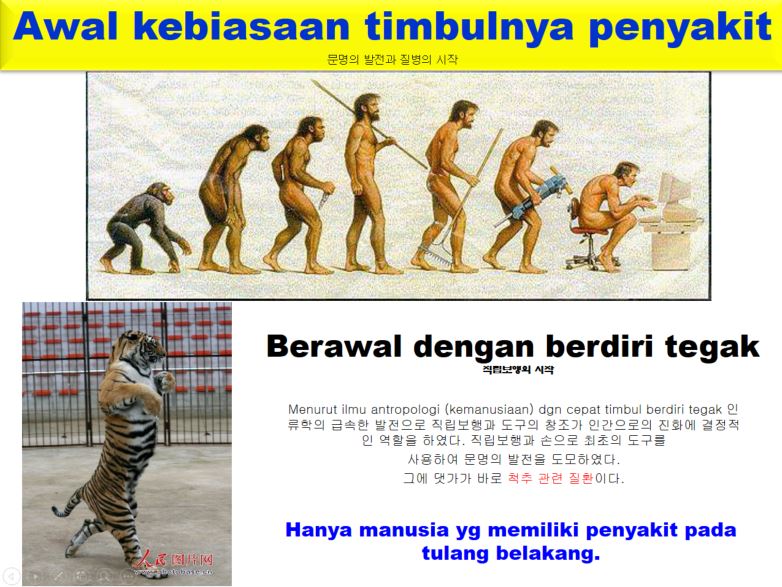 Awal kebiasaan timbulnya penyakit
문명의 발전과 질병의 시작
Berawal dengan berdiri tegak
직립보행의 시작
Menurut ilmu antropologi (kemanusiaan) dgn cepat timbul berdiri tegak 인
류학의 급속한 발전으로 직립보행과 도구의 창조가 인간으로의 진화에 결정적
인 역할을 하였다. 직립보행과 손으로 최초의 도구를
사용하여 문명의 발전을 도모하였다.
그에 댓가가 바로 척추 관련 질환이다.
Hanya manusia yg memiliki penyakit pada
tulang belakang.
人民图片网
www.photobase.cn